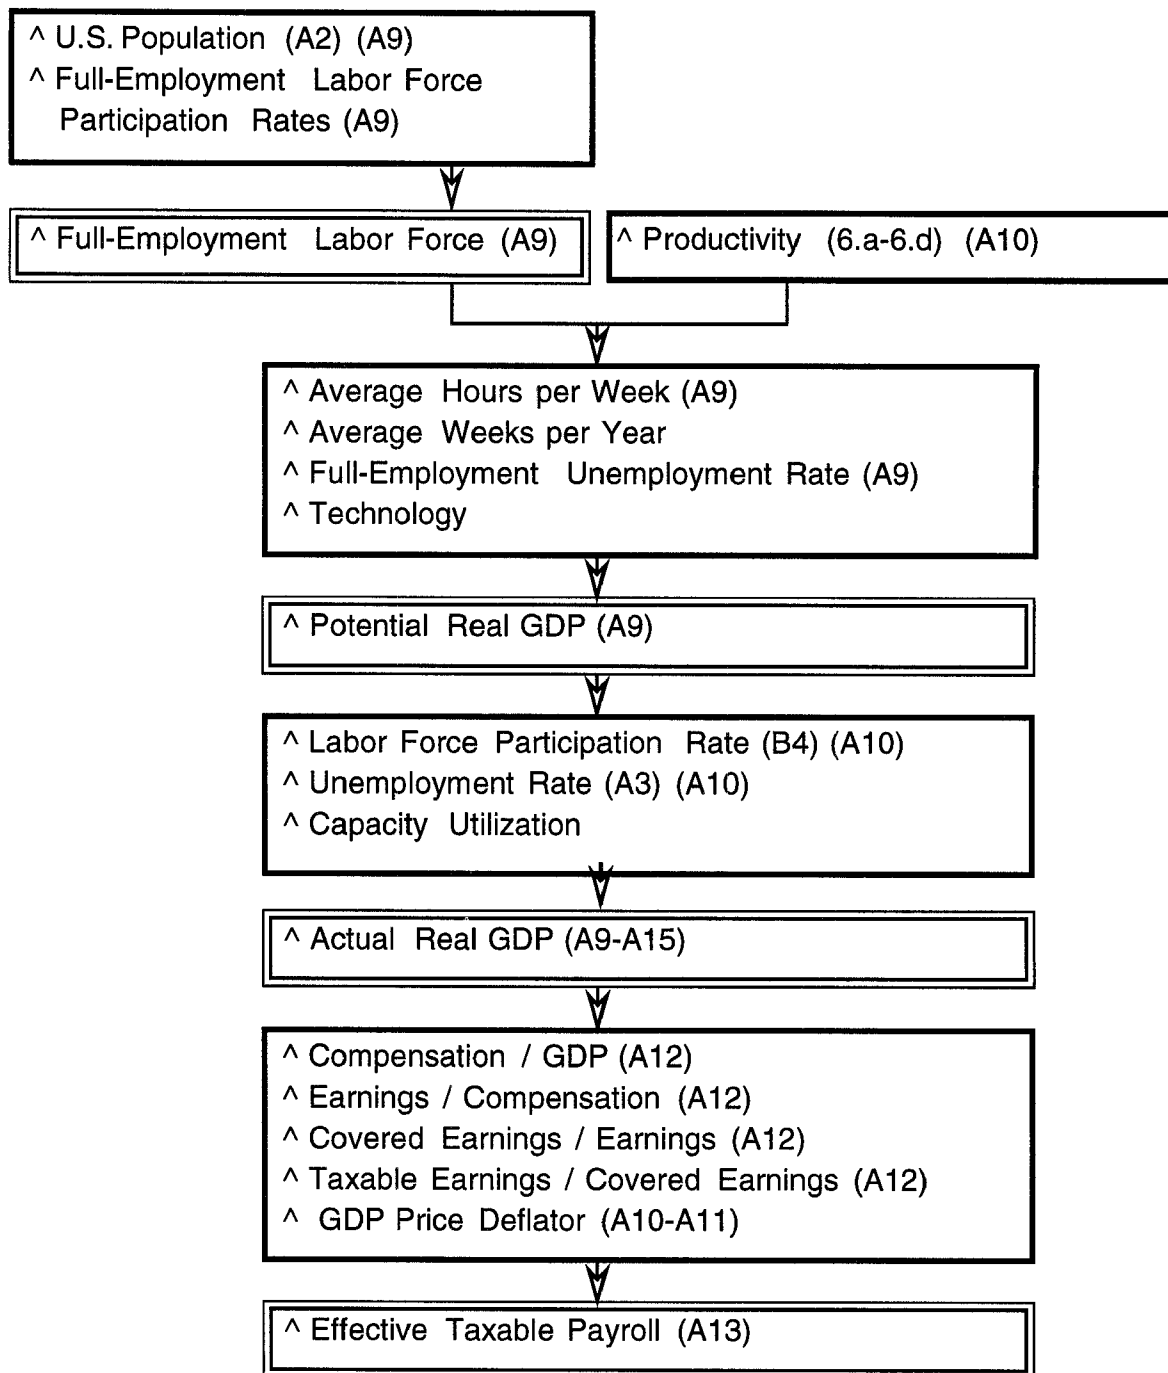 ^ U.S. Population (A2) (A9)
^ Full-Employment Labor Force
Participation Rates (A9)
^ Full-Employment Labor Force (A9)
^ Productivity (6.a-6.d) (A10)
^ Average Hours per Week (A9)
^ Average Weeks per Year
^ Full-Employment Unemployment Rate (A9)
^ Technology
^ Potential Real GDP (A9)
^ Labor Force Participation Rate (B4) (A10)
^ Unemployment Rate (A3) (A10)
^ Capacity Utilization
^ Actual Real GDP (A9-A15)
^ Compensation / GDP (A12)
^ Earnings / Compensation (A12)
^ Covered Earnings / Earnings (A12)
^ Taxable Earnings / Covered Earnings (A12)
^ GDP Price Deflator (A10-A11)
^ Effective Taxable Payroll (A13)